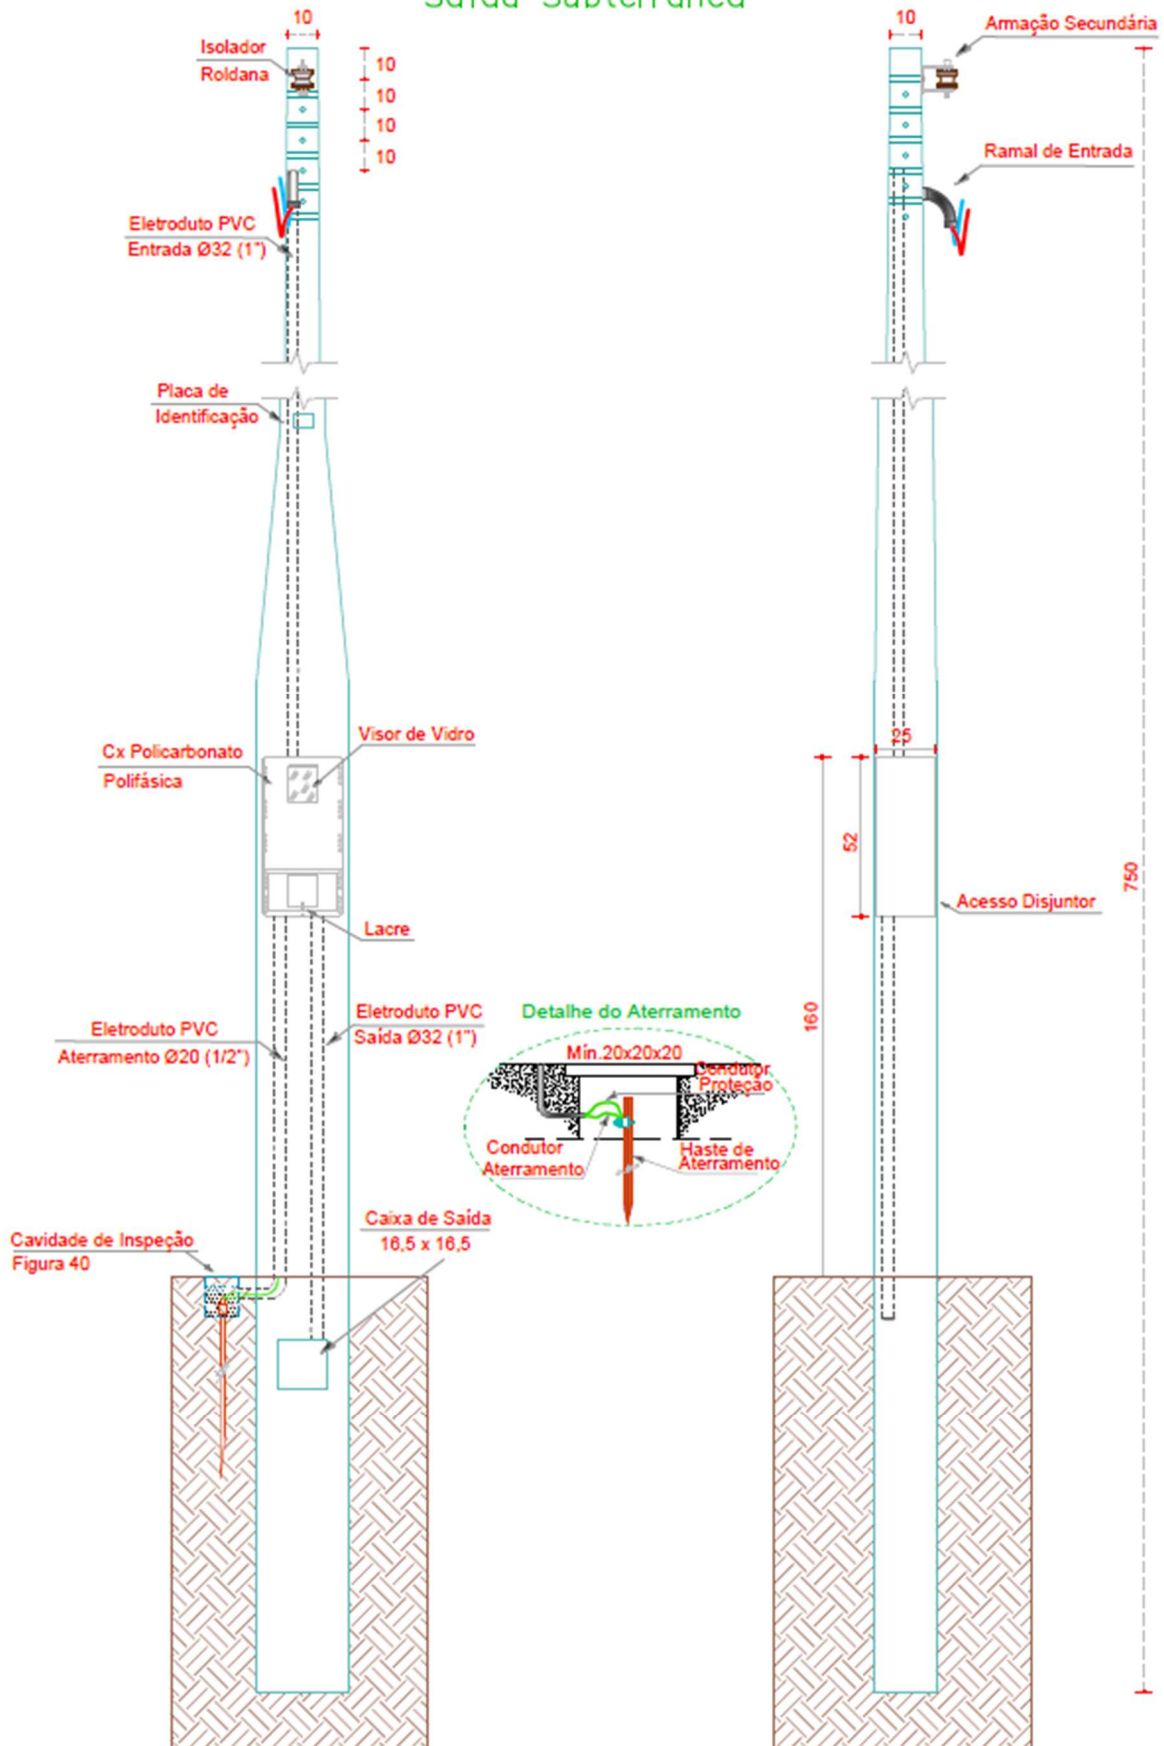 Saída Subterrânea
10
Isolador
Roldana
10
10
10
10
Eletroduto PVC
Entrada Ø32 (1")
Placa de
Identificação
Cx Policarbonato
Polifásica
Visor de Vidro
Lacre
Eletroduto PVC
Aterramento Ø20 (1/2")
Eletroduto PVC
Saída Ø32 (1")
Cavidade de Inspeção
Figura 40
Caixa de Saída
16,5 x 16,5
Detalhe do Aterramento
Mín.20x20x20
Condutor
Proteção
Condutor
Aterramento
Haste de
Aterramento
10
Armação Secundária
Ramal de Entrada
25
52
160
750
Acesso Disjuntor